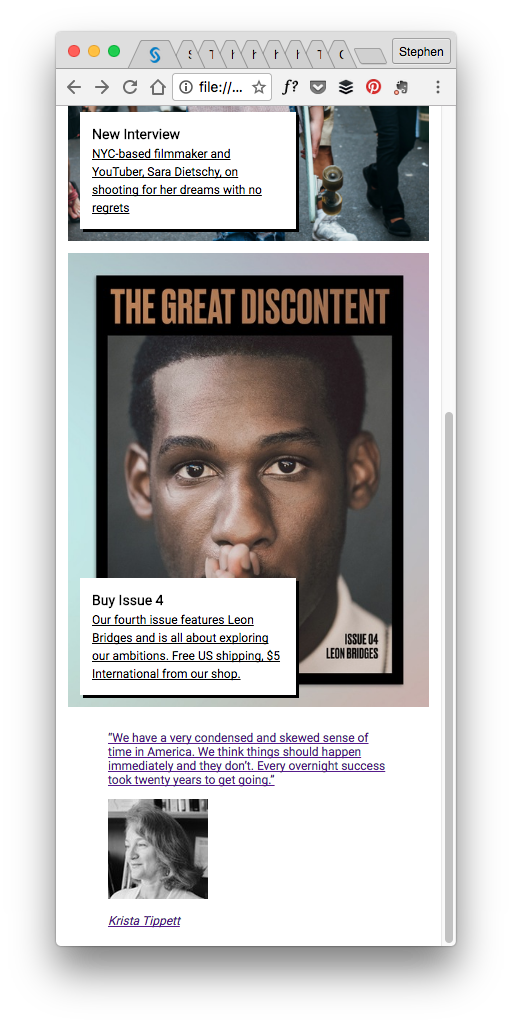 S
T
h
h
h
h
T
C
Stephen
file://...
f?
New Interview
NYC-based filmmaker and
YouTuber, Sara Dietschy, on
shooting for her dreams with no
regrets
THE GREAT DISCONTENT
Buy Issue 4
Our fourth issue features Leon
Bridges and is all about exploring
our ambitions. Free US shipping, $5
International from our shop.
ISSUE 04
LEON BRIDGES
"We have a very condensed and skewed sense of
time in America. We think things should happen
immediately and they don't. Every overnight success
took twenty years to get going."
Krista Tippett